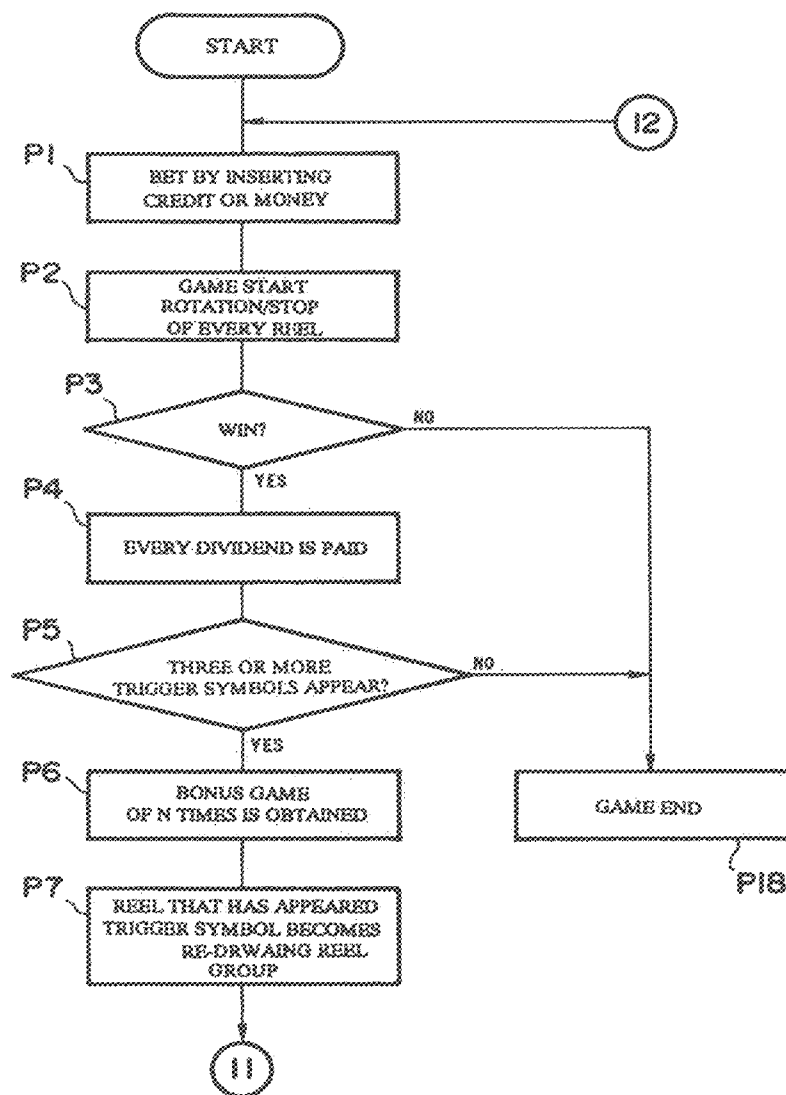 START
12
P1
BET BY INSERTING
CREDIT OR MONEY
P2
GAME START
ROTATION/STOP
OF EVERY REEL
P3
WIN?
NO
YES
P4
EVERY DIVIDEND IS PAID
P5
THREE OR MORE
TRIGGER SYMBOLS APPEAR?
NO
YES
P6
BONUS GAME
OF N TIMES IS OBTAINED
GAME END
P18
P7
REEL THAT HAS APPEARED
TRIGGER SYMBOL BECOMES
RE-DRWAING REEL
GROUP
11